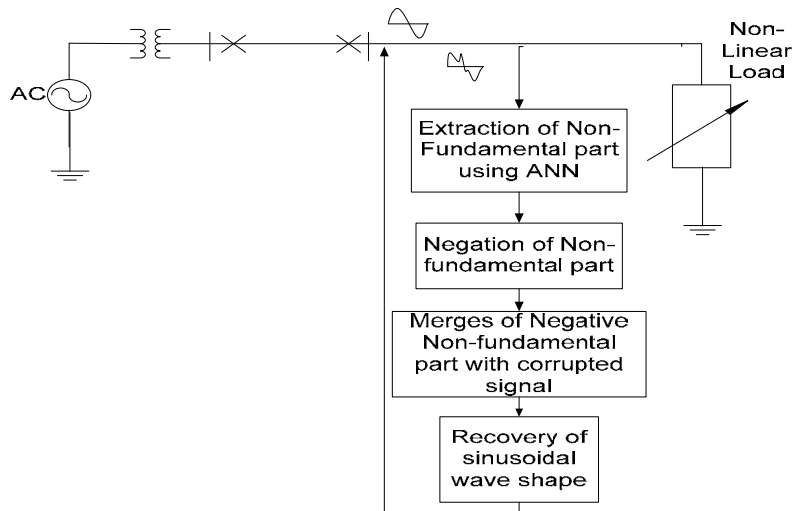 AC
Non-
Linear
Load
Extraction of Non-
Fundamental part
using ANN
Negation of Non-
fundamental part
Merges of Negative
Non-fundamental
part with corrupted
signal
Recovery of
sinusoidal
wave shape